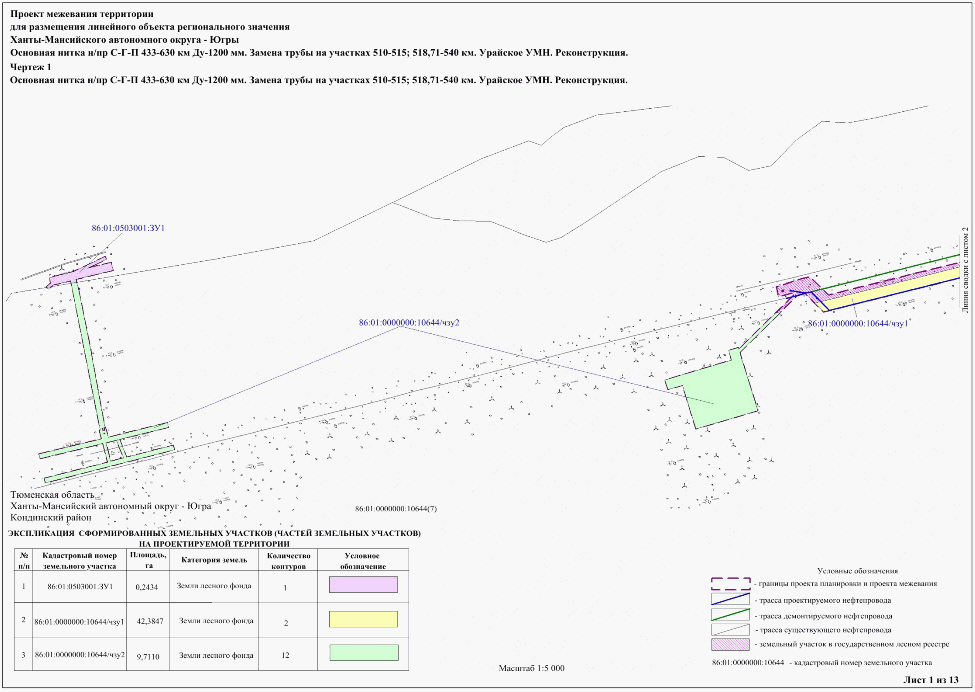 Проект межевания территории
для размещения линейного объекта регионального значения
Ханты-Мансийского автономного округа - Югры
Основная нитка н/пр С-Г-П 433-630 км Ду-1200 мм. Замена трубы на участках 510-515; 518,71-540 км. Урайское УМН. Реконструкция.
Чертеж 1
Основная нитка н/пр С-Г-П 433-630 км Ду-1200 мм. Замена трубы на участках 510-515; 518,71-540 км. Урайское УМН. Реконструкция.
86:01:0503001:ЗУ1
Линия сводки с листом 2
86:01:0000000:10644/чзу2
86:01:0000000:10644/чзу1
Тюменская область
Ханты-Мансийский автономный округ - Югра
Кондинский район
86:01:0000000:10644(7)
ЭКСПЛИКАЦИЯ СФОРМИРОВАННЫХ ЗЕМЕЛЬНЫХ УЧАСТКОВ (ЧАСТЕЙ ЗЕМЕЛЬНЫХ УЧАСТКОВ)
НА ПРОЕКТИРУЕМОЙ ТЕРРИТОРИИ
№ п/п Кадастровый номер земельного участка Площадь, га Категория земель Количество контуров Условное обозначение
1 86:01:0503001:ЗУ1 0,2434 Земли лесного фонда 1
2 86:01:0000000:10644/чзу1 42,3847 Земли лесного фонда 2
3 86:01:0000000:10644/чзу2 9,7110 Земли лесного фонда 12
Условные обозначения
- границы проекта планировки и проекта межевания
- трасса проектируемого нефтепровода
- трасса демонтируемого нефтепровода
- трасса существующего нефтепровода
- земельный участок в государственном лесном реестре
86:01:0000000:10644 - кадастровый номер земельного участка
Масштаб 1:5 000
Лист 1 из 13